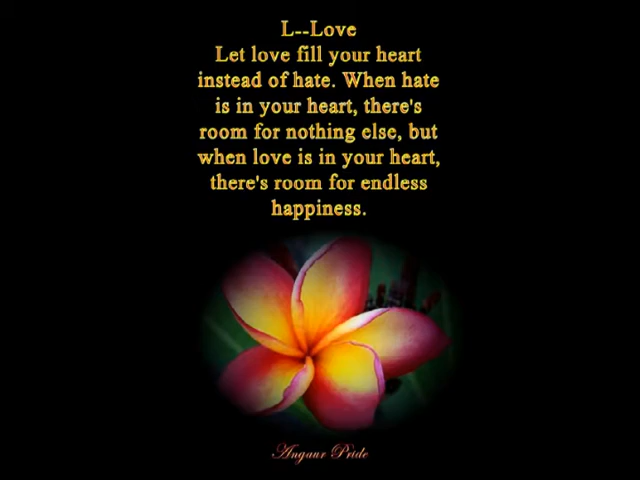 L--Love
Let love fill your heart
instead of hate. When hate
is in your heart, there's
room for nothing else, but
when love is in your heart,
there's room for endless
happiness.
Angaur Pride